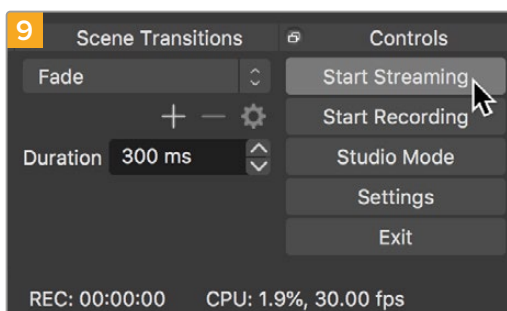 9
Scene Transitions
Controls
Fade
Start Streaming
Start Recording
Duration 300 ms
Studio Mode
Settings
Exit
REC: 00:00:00 CPU: 1.9%, 30.00 fps